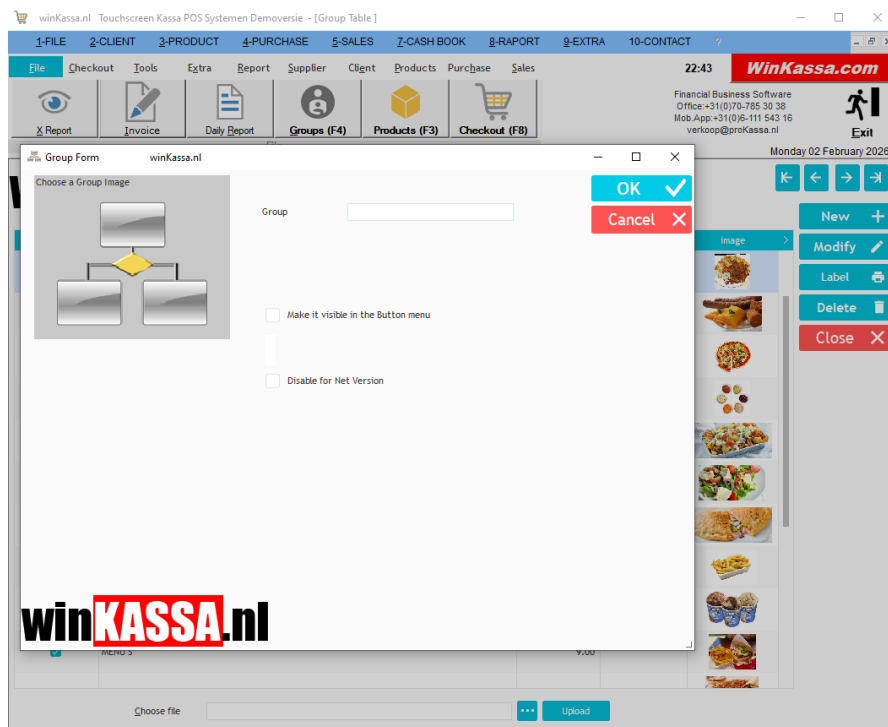 winKassa.nl Touchscreen Kassa POS Systemen Demoversie - [Group Table ]
1-FILE 2-CLIENT 3-PRODUCT 4-PURCHASE 5-SALES 7-CASH BOOK 8-RAPORT 9-EXTRA 10-CONTACT ?
File Checkout Tools Extra Report Supplier Client Products Purchase Sales 22:43 WinKassa.com
Financial Business Software
Office:+31(0)70-785 30 38
Mob.App:+31(0)6-111 543 16
verkoop@proKassa.nl
X Report Invoice Daily Report Groups (F4) Products (F3) Checkout (F8) Exit
Monday 02 February 2026
Group Form winKassa.nl
Choose a Group Image
OK
Group
Cancel
New
Image
Modify
Label
Delete
Close
Make it visible in the Button menu
Disable for Net Version
winKASSA.nl
MENU'S 9.00
Choose file ... Upload